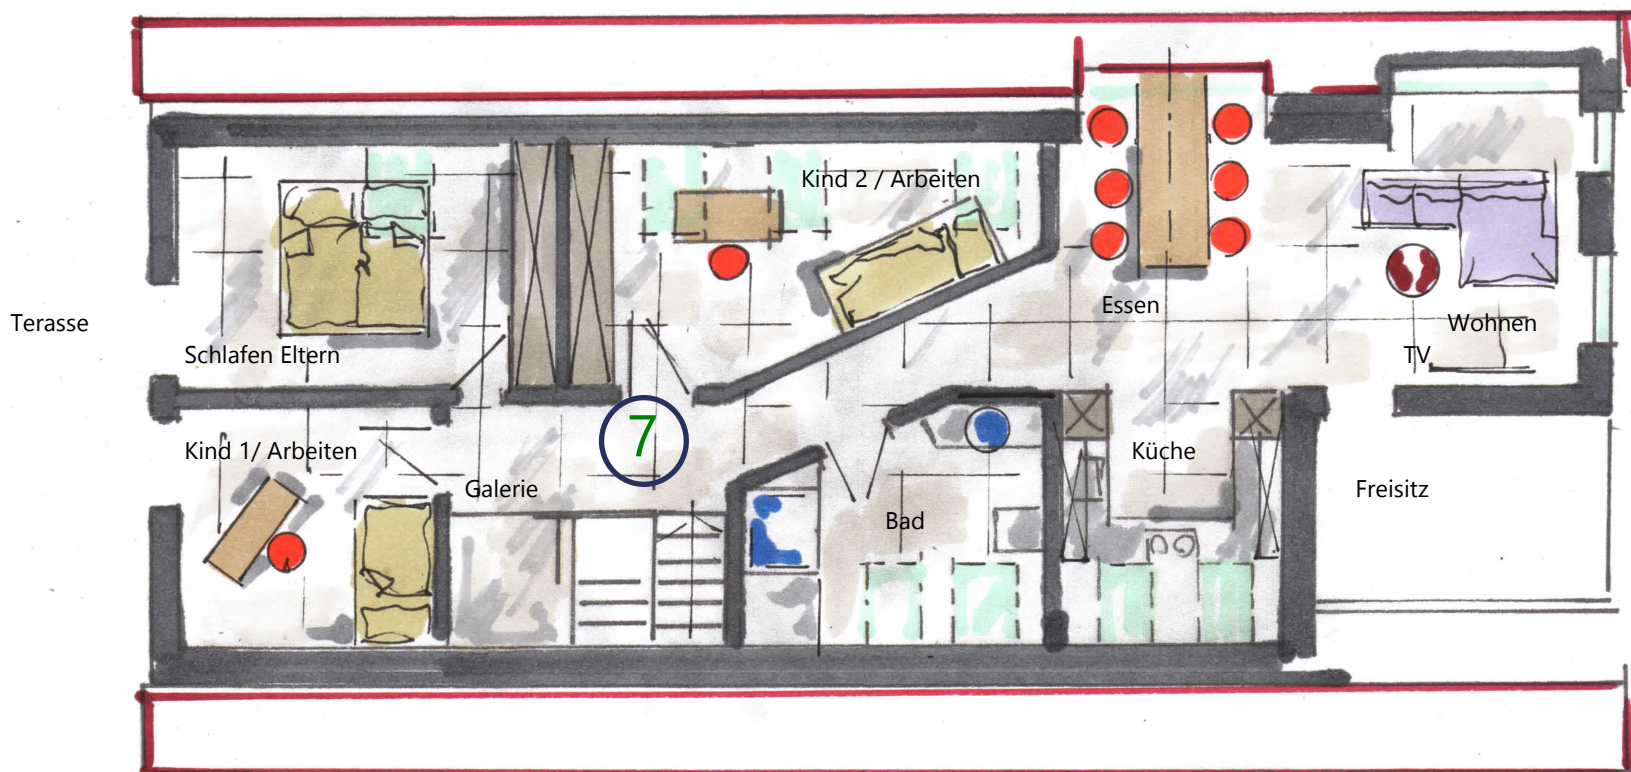 Kind 2 / Arbeiten
Essen
Terasse
Wohnen
Schlafen Eltern
TV
7
Kind 1/ Arbeiten
Küche
Galerie
Freisitz
Bad